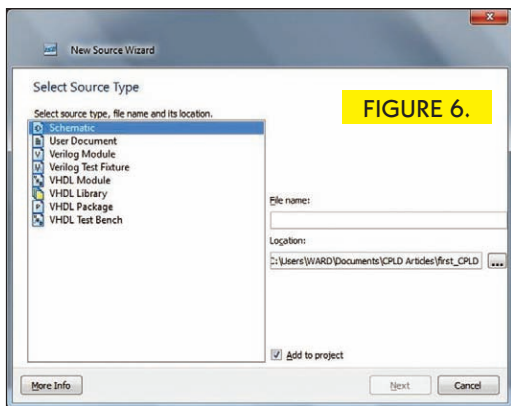 New Source Wizard
Select Source Type
Select source type, file name and its location.
FIGURE 6.
Schematic
User Document
Verilog Module
Verilog Test Fixture
VHDL Module
VHDL Library
VHDL Package
VHDL Test Bench
File name:
Location:
C:\Users\WARD\Documents\CPLD Articles\first_CPLD
...
Add to project
More Info
Next
Cancel